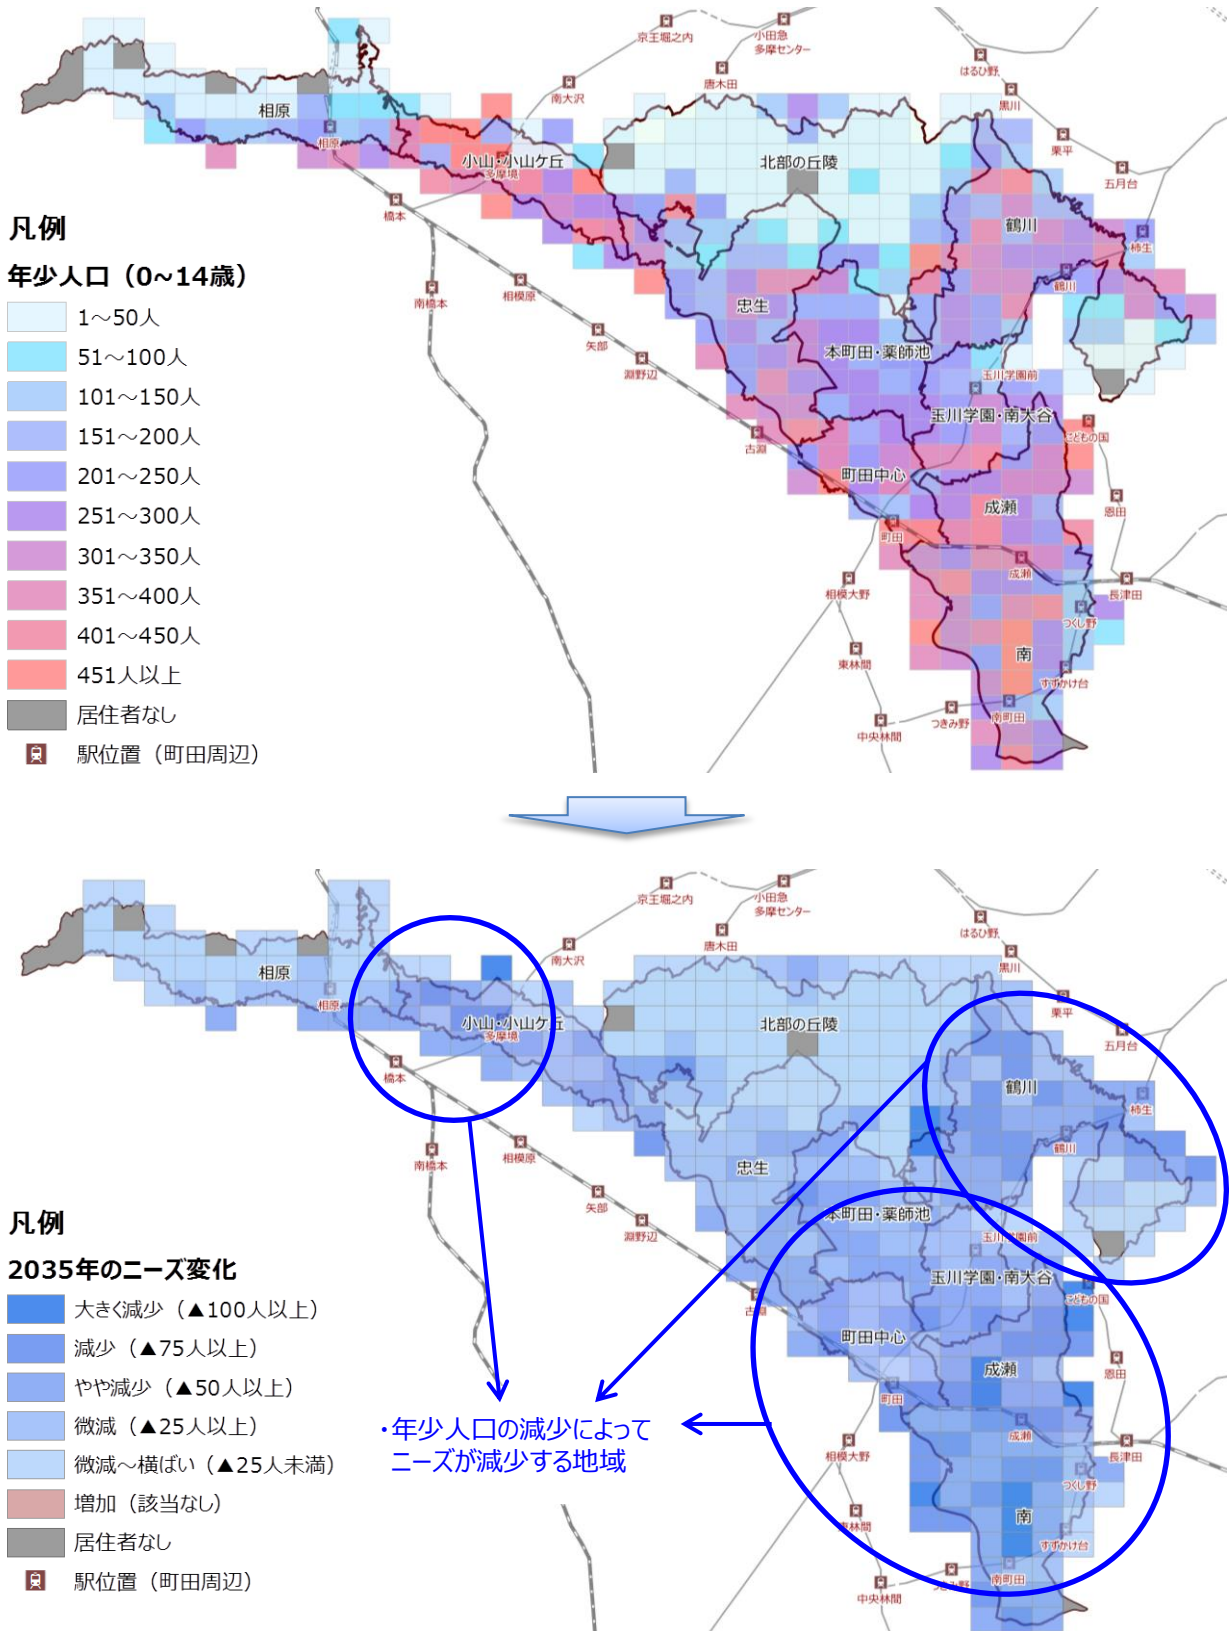 京王堀之内
小田急
多摩センター
はるひ野
唐木田
黒川
南大沢
相原
栗平
相原
小山・小山ケ丘
多摩境
北部の丘陵
五月台
橋本
鶴川
柿生
凡例
年少人口（0~14歳）
鶴川
南橋本
相模原
忠生
1～50人
矢部
本町田・薬師池
51～100人
淵野辺
玉川学園前
101～150人
玉川学園・南大谷
こどもの国
151～200人
古淵
201～250人
町田中心
恩田
251～300人
成瀬
町田
301～350人
成瀬
351～400人
相模大野
長津田
つくし野
401～450人
東林間
南
451人以上
すずかけ台
居住者なし
つきみ野
南町田
中央林間
駅位置（町田周辺）
京王堀之内
小田急
多摩センター
はるひ野
唐木田
黒川
南大沢
相原
相原
栗平
小山・小山ケ丘
多摩境
北部の丘陵
五月台
橋本
鶴川
柿生
鶴川
南橋本
相模原
忠生
矢部
凡例
本町田・薬師池
淵野辺
玉川学園前
2035年のニーズ変化
玉川学園・南大谷
こどもの国
大きく減少（▲100人以上）
古淵
減少（▲75人以上）
町田中心
恩田
やや減少（▲50人以上）
成瀬
町田
微減（▲25人以上）
・年少人口の減少によって
ニーズが減少する地域
成瀬
微減～横ばい（▲25人未満）
相模大野
長津田
つくし野
増加（該当なし）
東林間
南
居住者なし
すずかけ台
つきみ野
南町田
駅位置（町田周辺）
中央林間